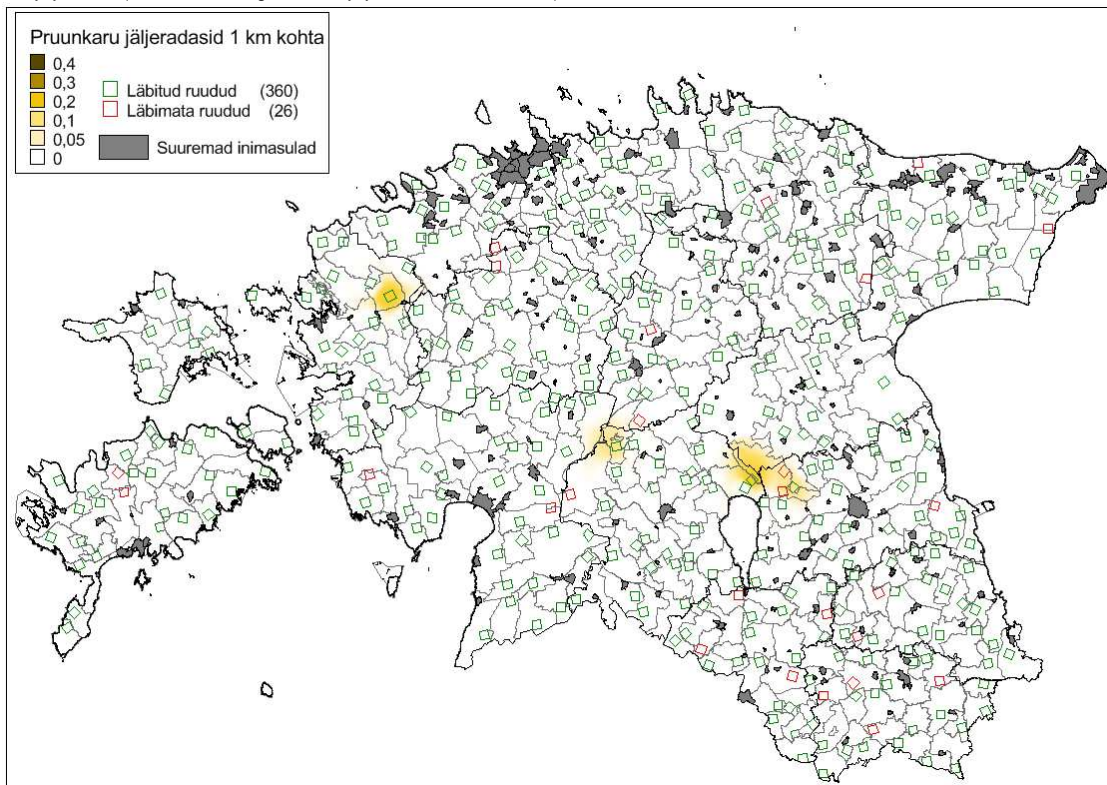 Pruunkaru jäljeradasid 1 km kohta
0,4
0,3
0,2
0,1
0,05
0
Läbitud ruudud (360)
Läbimata ruudud (26)
Suuremad inimasulad